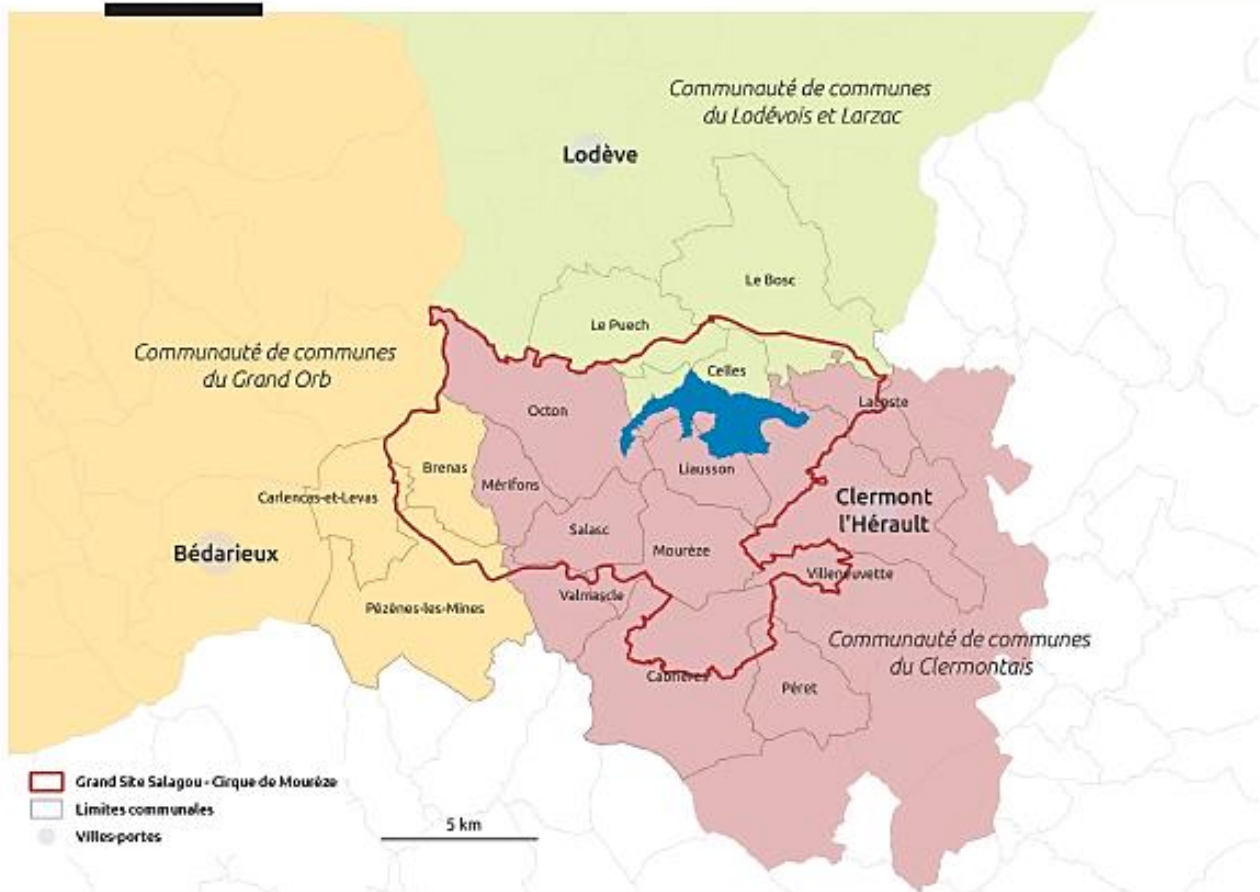 Communauté de communes
du Lodévois et Larzac
Lodève
Le Bosc
Le Puech
Communauté de communes
du Grand Orb
Celles
Octon
Lacoste
Brenas
Liausson
Mérifons
Carlencas-et-Levas
Clermont
l'Hérault
Salasc
Mourèze
Bédarieux
Villeneuvette
Valmascle
Pézènes-les-Mines
Communauté de communes
du Clermontais
Cabrières
Péret
Grand Site Salagou - Cirque de Mourèze
Limites communales
Villes-portes
5 km